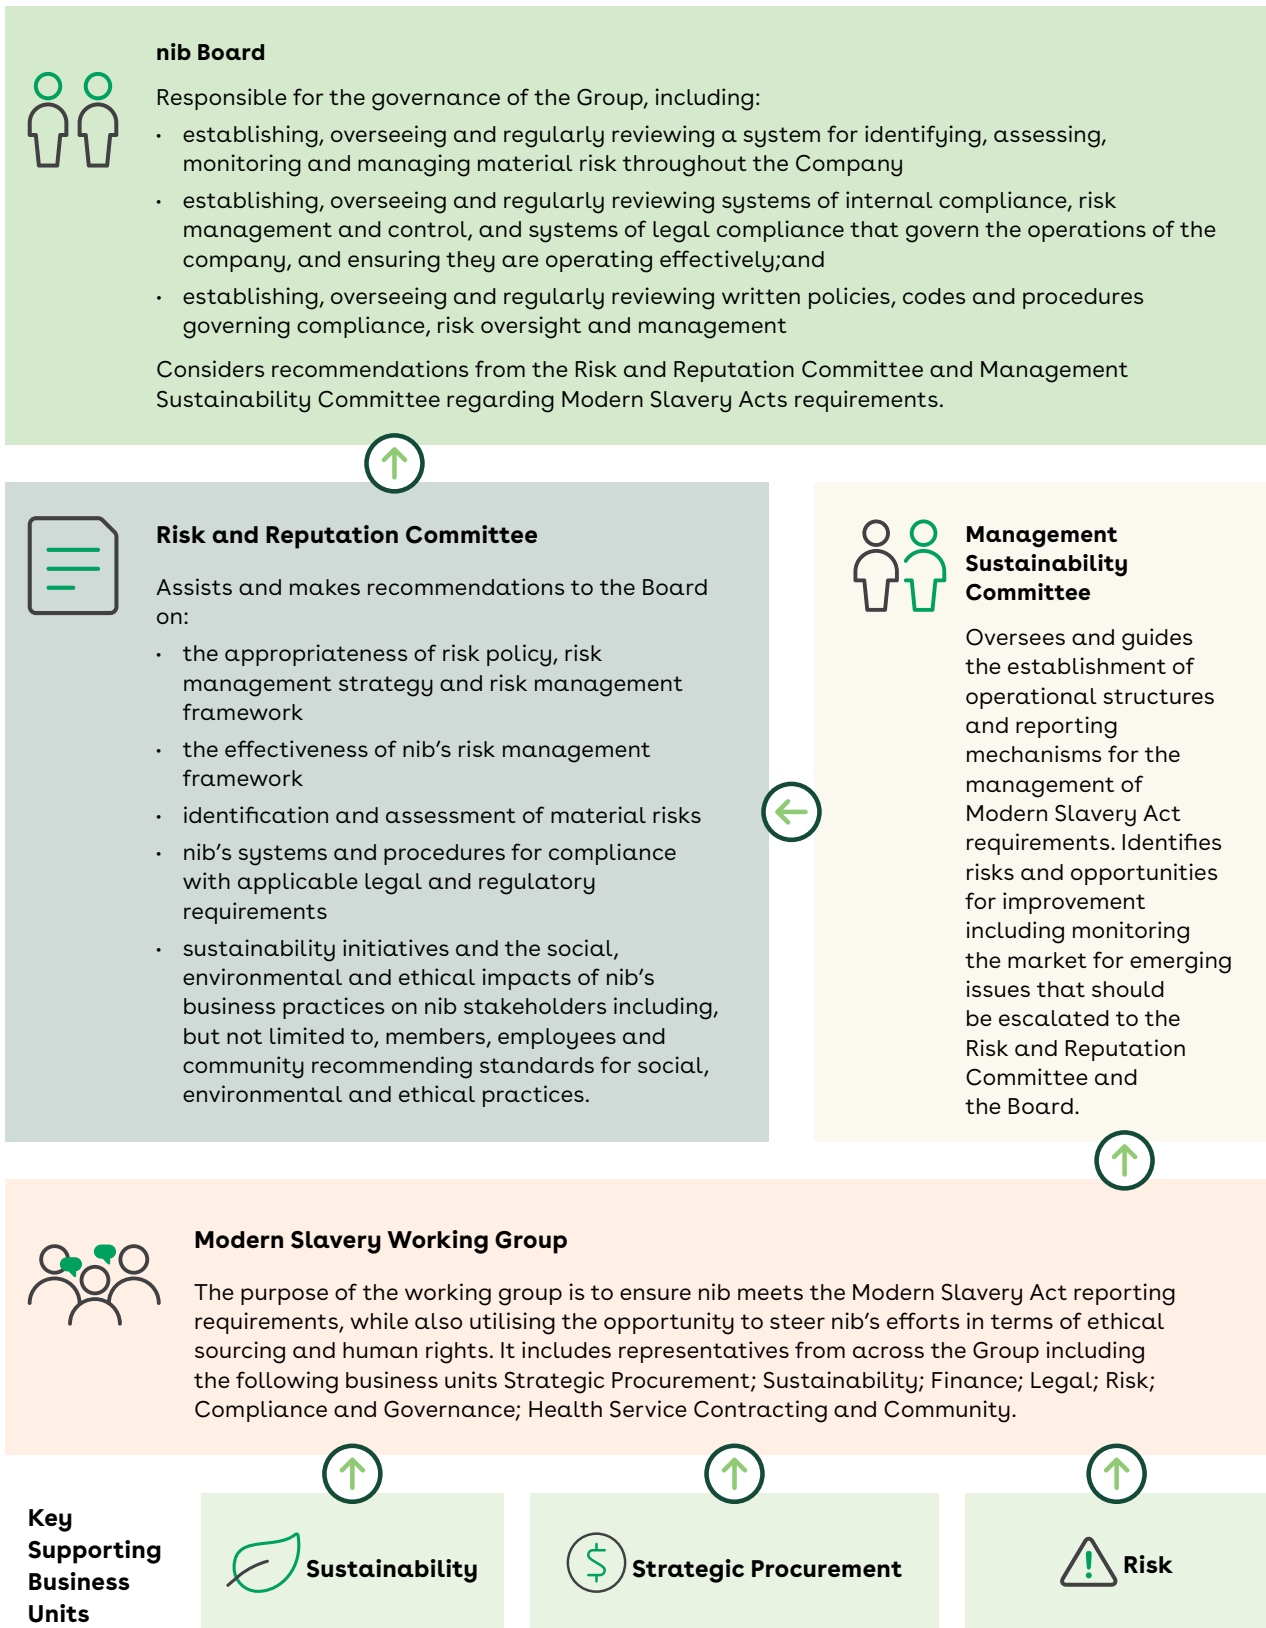 nib Board
Responsible for the governance of the Group, including:
• establishing, overseeing and regularly reviewing a system for identifying, assessing,
monitoring and managing material risk throughout the Company
• establishing, overseeing and regularly reviewing systems of internal compliance, risk
management and control, and systems of legal compliance that govern the operations of the
company, and ensuring they are operating effectively;and
• establishing, overseeing and regularly reviewing written policies, codes and procedures
governing compliance, risk oversight and management
Considers recommendations from the Risk and Reputation Committee and Management
Sustainability Committee regarding Modern Slavery Acts requirements.
Risk and Reputation Committee
Assists and makes recommendations to the Board
on:
• the appropriateness of risk policy, risk
management strategy and risk management
framework
• the effectiveness of nib’s risk management
framework
• identification and assessment of material risks
• nib’s systems and procedures for compliance
with applicable legal and regulatory
requirements
• sustainability initiatives and the social,
environmental and ethical impacts of nib’s
business practices on nib stakeholders including,
but not limited to, members, employees and
community recommending standards for social,
environmental and ethical practices.
Management
Sustainability
Committee
Oversees and guides
the establishment of
operational structures
and reporting
mechanisms for the
management of
Modern Slavery Act
requirements. Identifies
risks and opportunities
for improvement
including monitoring
the market for emerging
issues that should
be escalated to the
Risk and Reputation
Committee and
the Board.
Modern Slavery Working Group
The purpose of the working group is to ensure nib meets the Modern Slavery Act reporting
requirements, while also utilising the opportunity to steer nib’s efforts in terms of ethical
sourcing and human rights. It includes representatives from across the Group including
the following business units Strategic Procurement; Sustainability; Finance; Legal; Risk;
Compliance and Governance; Health Service Contracting and Community.
Key
Supporting
Business
Units
Sustainability
$
Strategic Procurement
!
Risk